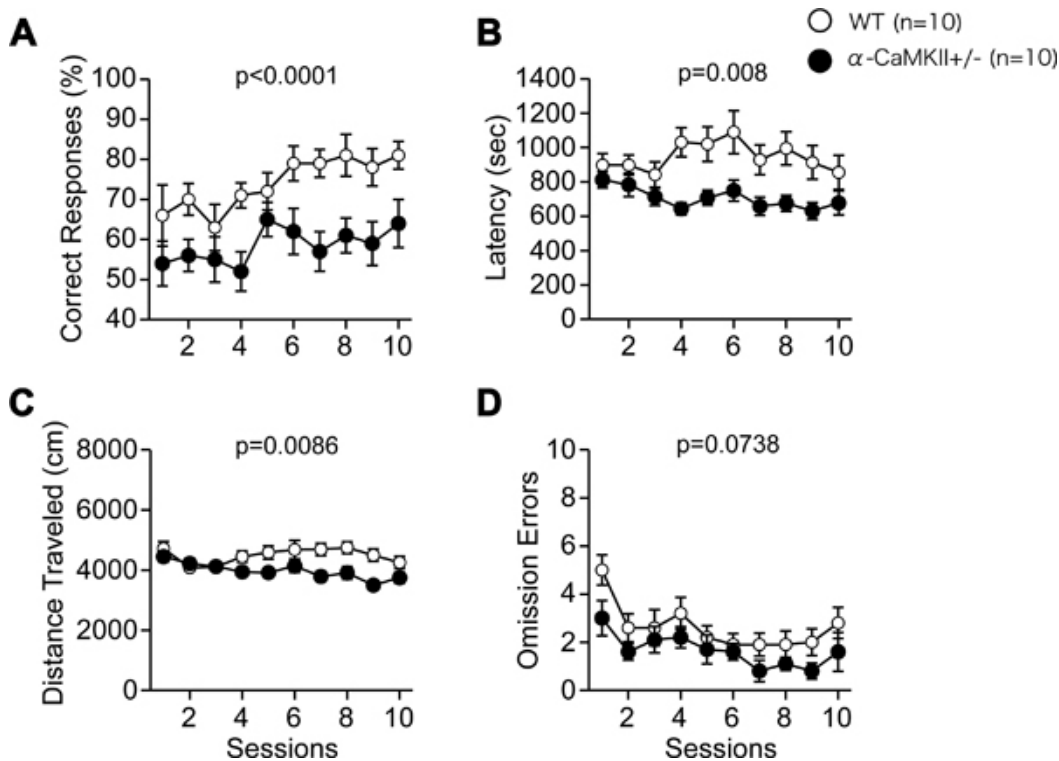 A
B
WT (n=10)
α-CaMKII+/- (n=10)
p<0.0001
p=0.008
Correct Responses (%)
100
90
80
70
60
50
40
2 4 6 8 10
Latency (sec)
1400
1200
1000
800
600
400
200
0
2 4 6 8 10
C
D
p=0.0086
p=0.0738
Distance Traveled (cm)
8000
6000
4000
2000
0
2 4 6 8 10
Sessions
Omission Errors
10
8
6
4
2
0
2 4 6 8 10
Sessions